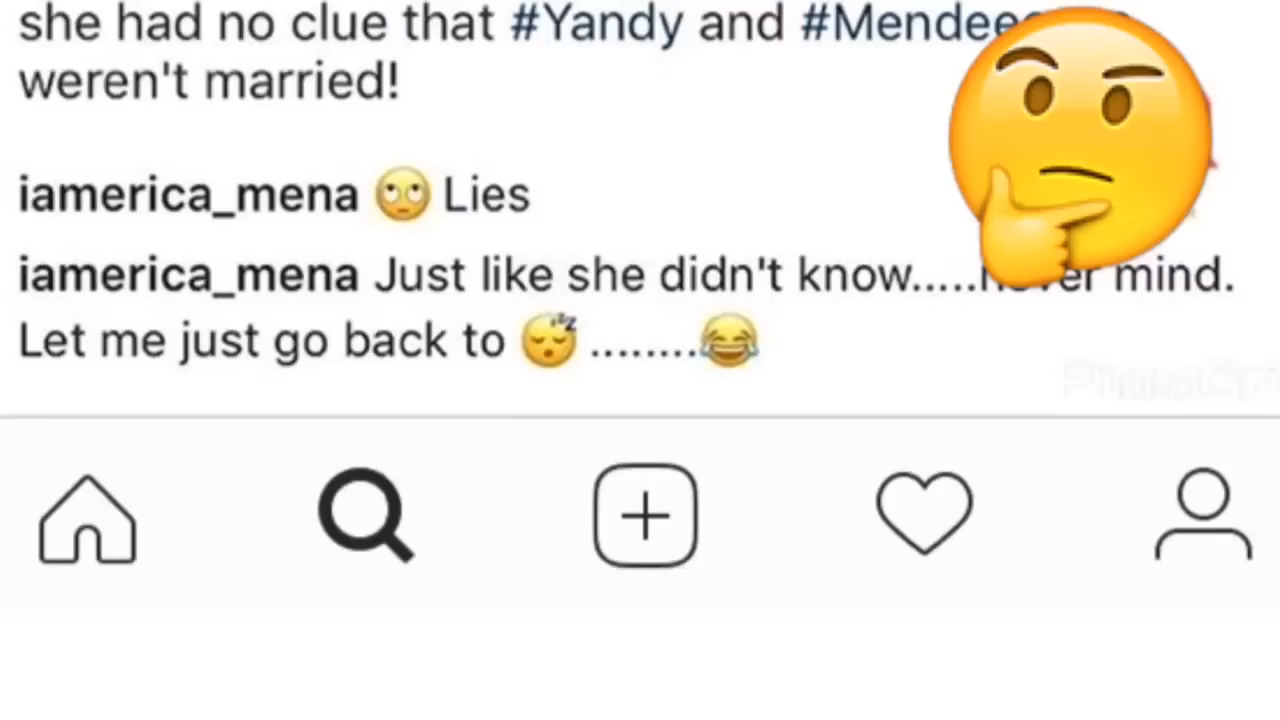 she had no clue that #Yandy and #Mendee
weren't married!
iamerica_mena 🙄 Lies
iamerica_mena Just like she didn't know.....never mind.
Let me just go back to 😴 ........😂